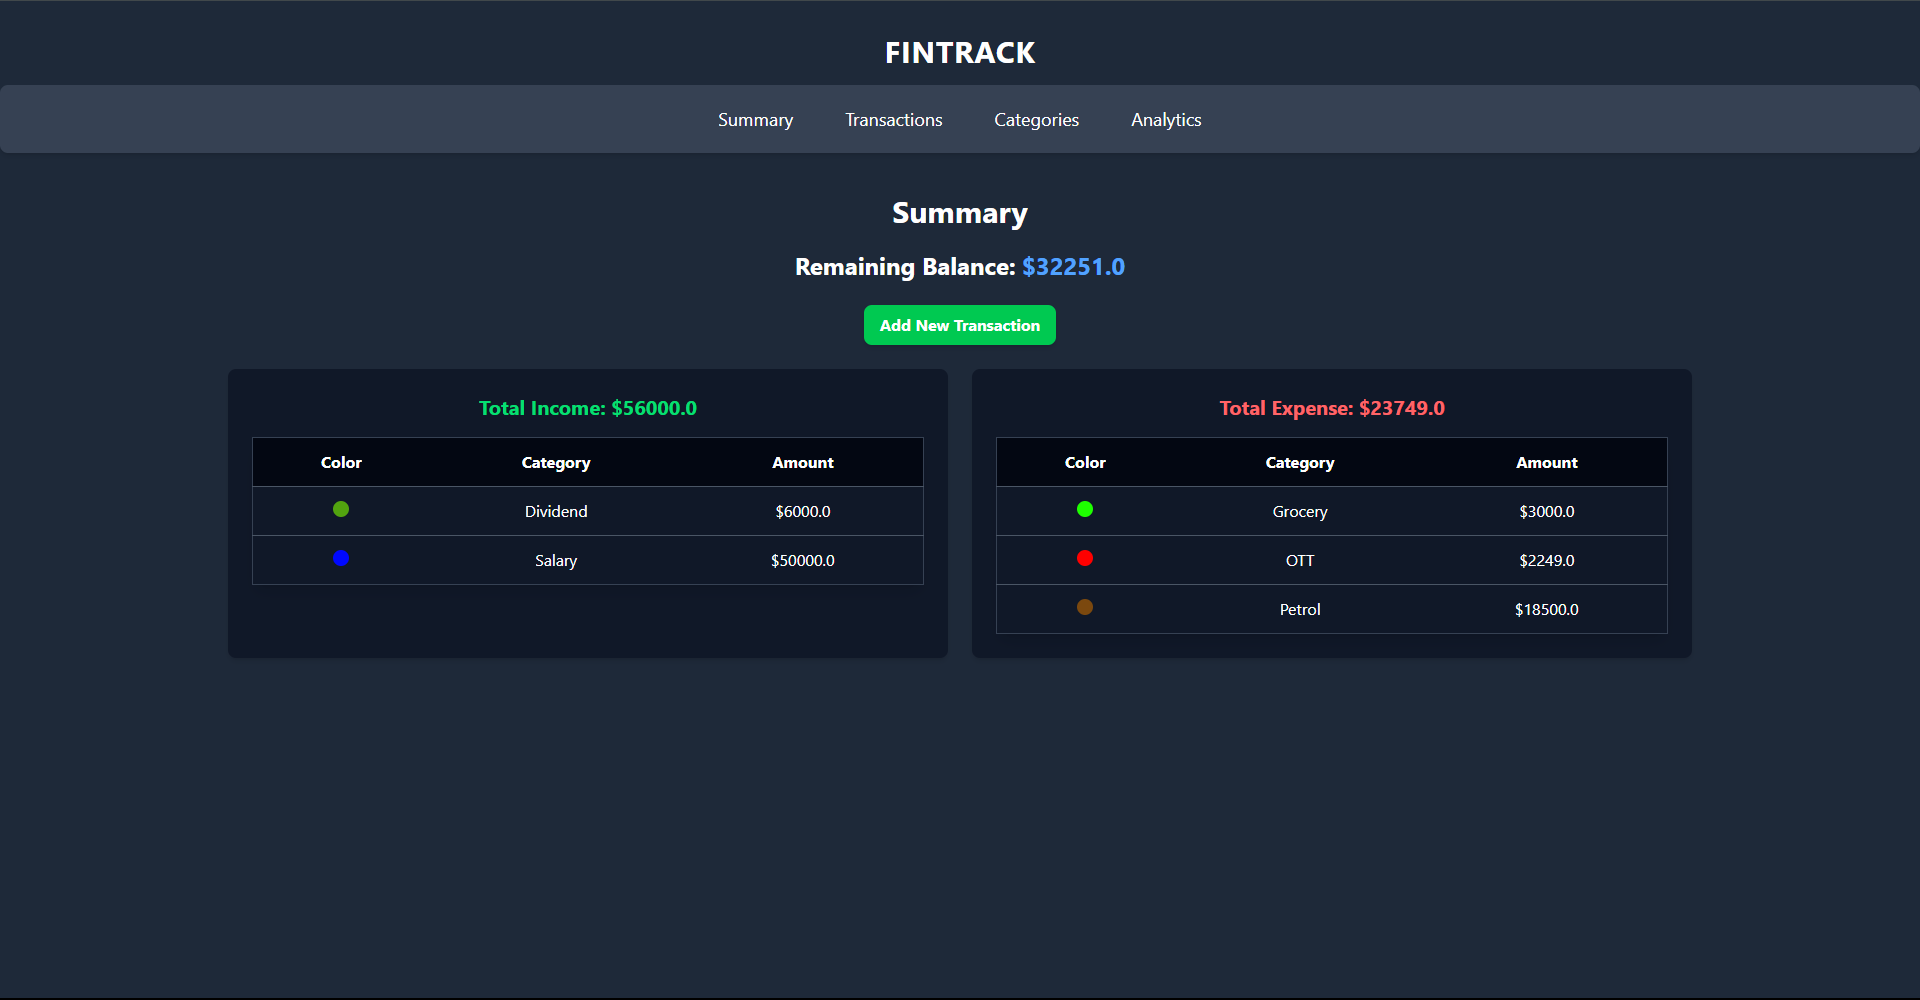 FINTRACK
Summary Transactions Categories Analytics
Summary
Remaining Balance: $32251.0
Add New Transaction
Total Income: $56000.0
Color Category Amount
Dividend $6000.0
Salary $50000.0
Total Expense: $23749.0
Color Category Amount
Grocery $3000.0
OTT $2249.0
Petrol $18500.0